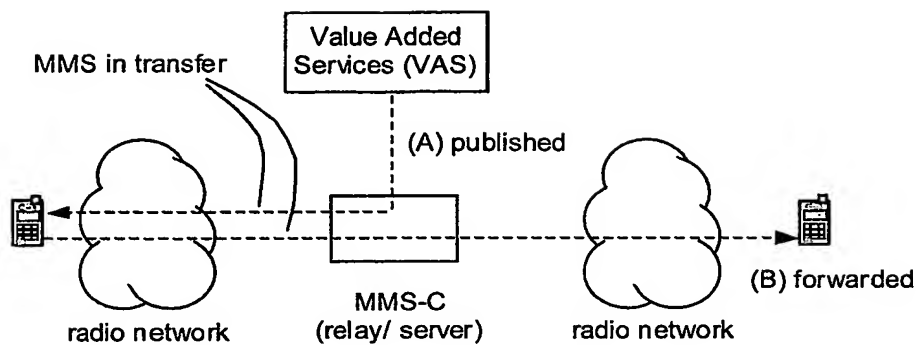 Value Added
Services (VAS)
MMS in transfer
(A) published
(B) forwarded
MMS-C
(relay/ server)
radio network
radio network